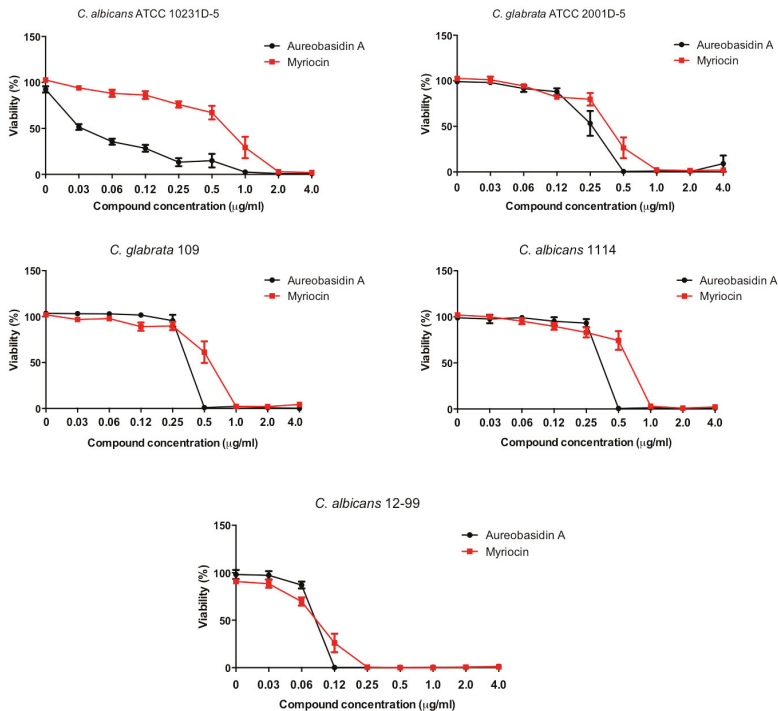 C. albicans ATCC 10231D-5
Aureobasidin A
Myriocin
Viability (%)
150
100
50
0
0 0.03 0.06 0.12 0.25 0.5 1.0 2.0 4.0
Compound concentration (μg/ml)
C. glabrata ATCC 2001D-5
Aureobasidin A
Myriocin
Viability (%)
150
100
50
0
0 0.03 0.06 0.12 0.25 0.5 1.0 2.0 4.0
Compound concentration (μg/ml)
C. glabrata 109
Aureobasidin A
Myriocin
Viability (%)
150
100
50
0
0 0.03 0.06 0.12 0.25 0.5 1.0 2.0 4.0
Compound concentration (μg/ml)
C. albicans 1114
Aureobasidin A
Myriocin
Viability (%)
150
100
50
0
0 0.03 0.06 0.12 0.25 0.5 1.0 2.0 4.0
Compound concentration (μg/ml)
C. albicans 12-99
Aureobasidin A
Myriocin
Viability (%)
150
100
50
0
0 0.03 0.06 0.12 0.25 0.5 1.0 2.0 4.0
Compound concentration (μg/ml)